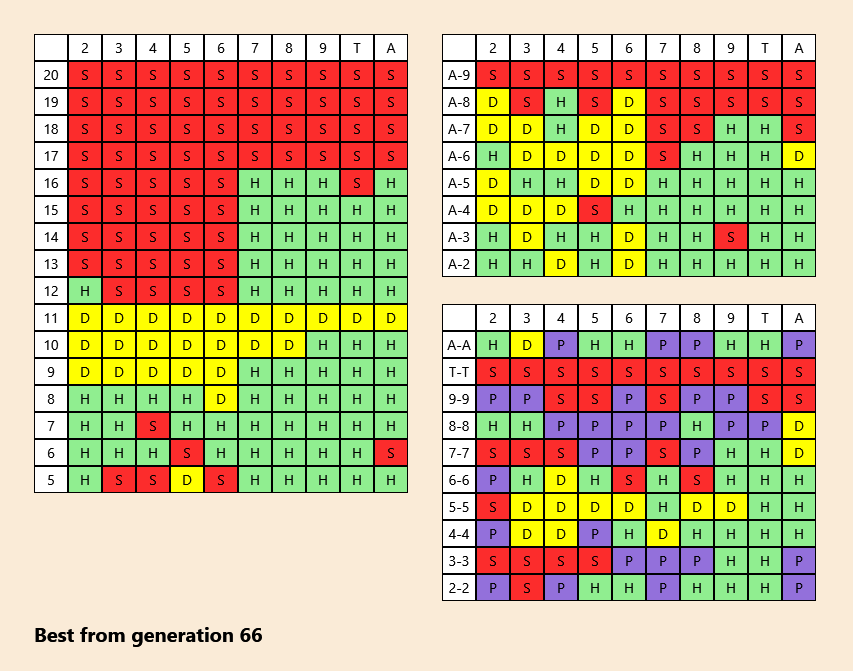 2 3 4 5 6 7 8 9 T A
20 S S S S S S S S S S
19 S S S S S S S S S S
18 S S S S S S S S S S
17 S S S S S S S S S S
16 S S S S S H H H S H
15 S S S S S H H H H H
14 S S S S S H H H H H
13 S S S S S H H H H H
12 H S S S S H H H H H
11 D D D D D D D D D D
10 D D D D D D D H H H
9 D D D D D H H H H H
8 H H H H D H H H H H
7 H H S H H H H H H H
6 H H H S H H H H H S
5 H S S D S H H H H H
2 3 4 5 6 7 8 9 T A
A-9 S S S S S S S S S S
A-8 D S H S D S S S S S
A-7 D D H D D S S H H S
A-6 H D D D D S H H H D
A-5 D H H D D H H H H H
A-4 D D D S H H H H H H
A-3 H D H H D H H S H H
A-2 H H D H D H H H H H
2 3 4 5 6 7 8 9 T A
A-A H D P H H P P H H P
T-T S S S S S S S S S S
9-9 P P S S P S P P S S
8-8 H H P P P P H P P D
7-7 S S S P P S P H H D
6-6 P H D H S H S H H H
5-5 S D D D D H D D H H
4-4 P D D P H D H H H H
3-3 S S S S P P P H H P
2-2 P S P H H P H H H P
Best from generation 66